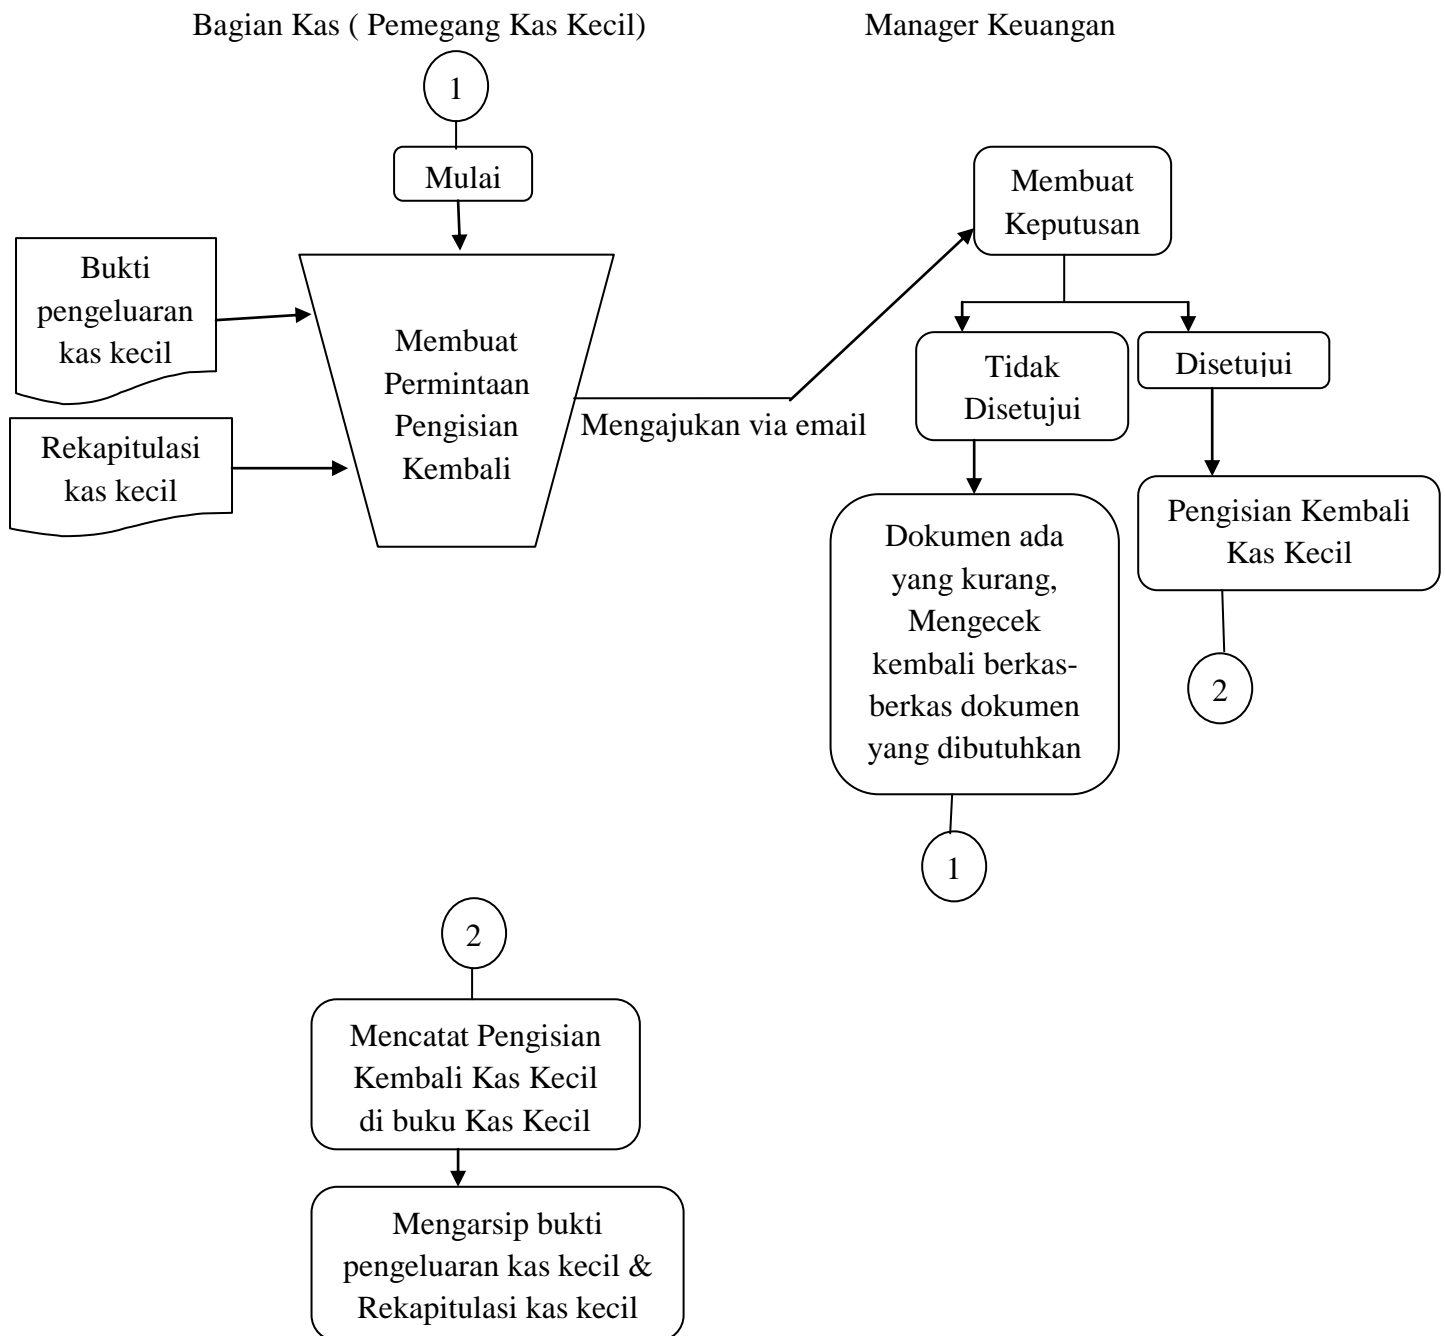 Bagian Kas ( Pemegang Kas Kecil)
Manager Keuangan
1
Mulai
Membuat
Keputusan
Bukti
pengeluaran
kas kecil
Membuat
Permintaan
Pengisian
Kembali
Rekapitulasi
kas kecil
Mengajukan via email
Tidak
Disetujui
Disetujui
Dokumen ada
yang kurang,
Mengecek
kembali berkas-
berkas dokumen
yang dibutuhkan
Pengisian Kembali
Kas Kecil
2
1
2
Mencatat Pengisian
Kembali Kas Kecil
di buku Kas Kecil
Mengarsip bukti
pengeluaran kas kecil &
Rekapitulasi kas kecil